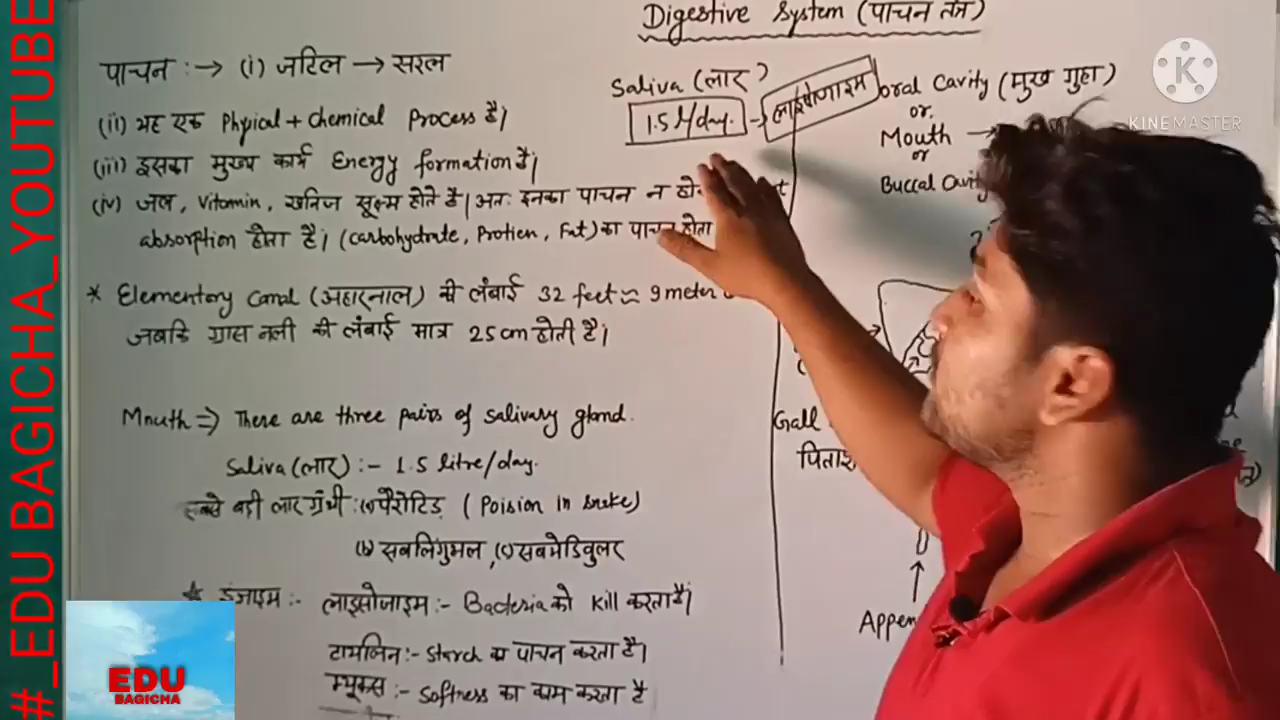 #_EDU BAGICHA_YOUTUBE
Digestive System (पाचन तंत्र)
पाचन :→ (i) जटिल → सरल
(ii) यह एक Phyical + chemical Process है।
(iii) इसका मुख्य कार्य Energy formation है।
(iv) जल, Vitamin, खनिज सूक्ष्म होते है। अतः इनका पाचन न
absorption होता है। (Carbohydrate, Protien, Fat) का पाचन होता
* Elementory Canal (अहारनाल) की लंबाई 32 feet ≈ 9 meter
जबकि ग्रास नली की लंबाई मात्र 25 cm होती है।
Mouth ⇒ There are three pairs of salivary gland.
Saliva (लार) :- 1.5 litre/day.
सबसे बड़ी लार ग्रंथी : (a) पैरोटिड (Poision in snake)
(b) सबलिंगुअल, (c) सबमेडिबुलर
* इंजाइम :- लाइसोजाइम :- Bacteria को Kill करता है।
टायलिन :- Starch का पाचन करता है।
म्यूकस :- Softness का काम करता है
Saliva (लार)
1.5 l/day. → लाइसोजाइम
oral Cavity (मुख गुहा)
or.
Mouth →
or
Buccal Cavity
Gall
पिताश
Appen
KINEMASTER
EDU
BAGICHA